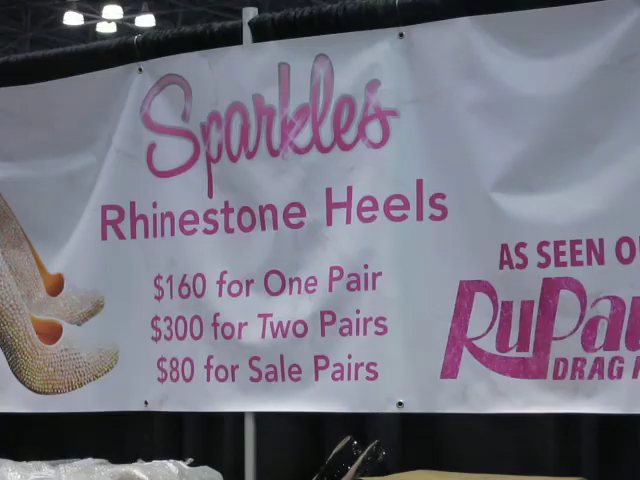 Sparkles
Rhinestone Heels
$160 for One Pair
$300 for Two Pairs
$80 for Sale Pairs
AS SEEN
RuPau
DRAG